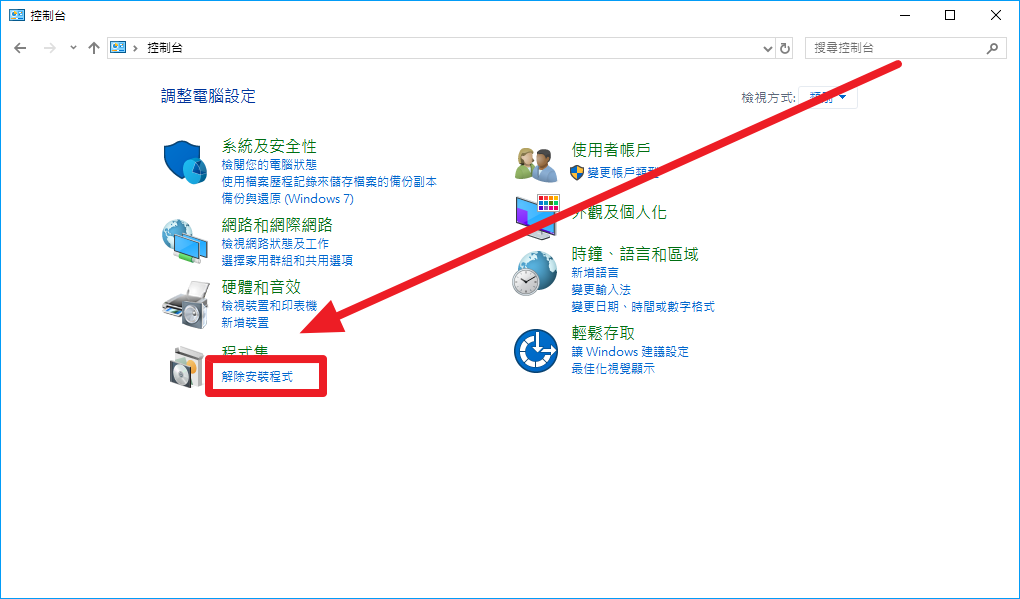 控制台
控制台
搜尋控制台
調整電腦設定
檢視方式:
系統及安全性
檢閱您的電腦狀態
使用檔案歷程記錄來儲存檔案的備份副本
備份與還原 (Windows 7)
網路和網際網路
檢視網路狀態及工作
選擇家用群組和共用選項
硬體和音效
檢視裝置和印表機
新增裝置
程式集
解除安裝程式
使用者帳戶
變更帳戶類型
外觀及個人化
時鐘、語言和區域
新增語言
變更輸入法
變更日期、時間或數字格式
輕鬆存取
讓 Windows 建議設定
最佳化視覺顯示